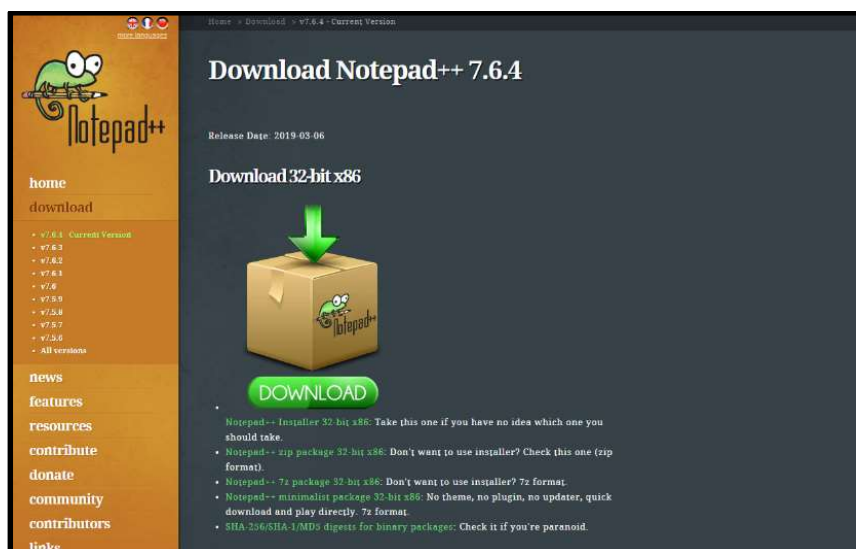 more languages
Notepad++
home
download
v7.6.4 - Current Version
v7.6.3
v7.6.2
v7.6.1
v7.6
v7.5.9
v7.5.8
v7.5.7
v7.5.6
All versions
news
features
resources
contribute
donate
community
contributors
links
Home > Download > v7.6.4 - Current Version
Download Notepad++ 7.6.4
Release Date: 2019-03-06
Download 32-bit x86
Notepad++
DOWNLOAD
Notepad++ Installer 32-bit x86: Take this one if you have no idea which one you
should take.
Notepad++ zip package 32-bit x86: Don't want to use installer? Check this one (zip
format).
Notepad++ 7z package 32-bit x86: Don't want to use installer? 7z format.
Notepad++ minimalist package 32-bit x86: No theme, no plugin, no updater, quick
download and play directly. 7z format.
SHA-256/SHA-1/MD5 digests for binary packages: Check it if you're paranoid.